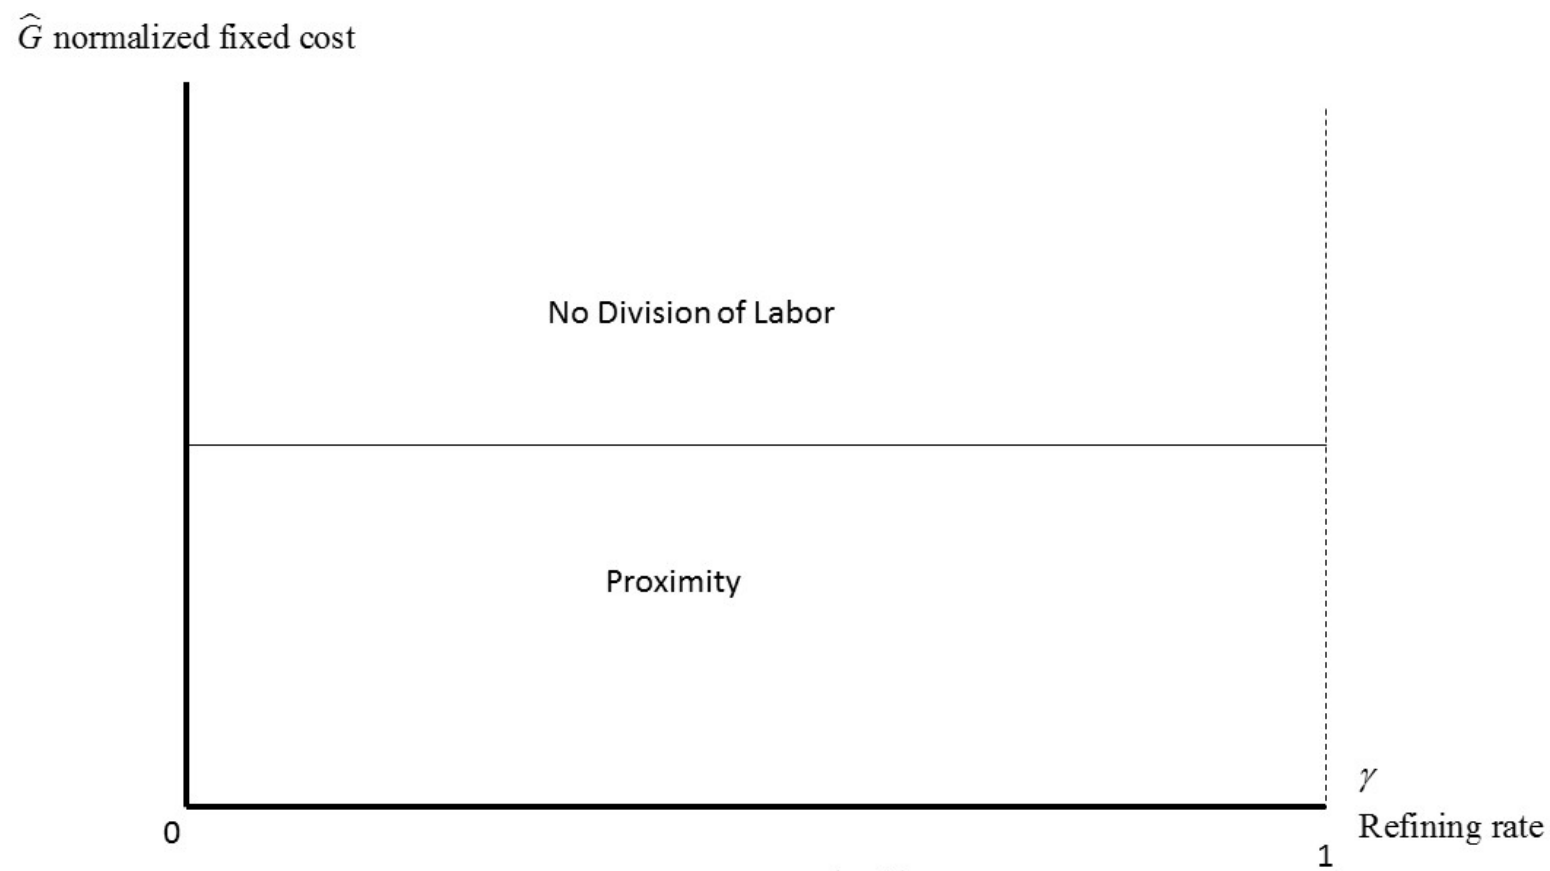 Ĝ normalized fixed cost
No Division of Labor
Proximity
γ
0
Refining rate
1